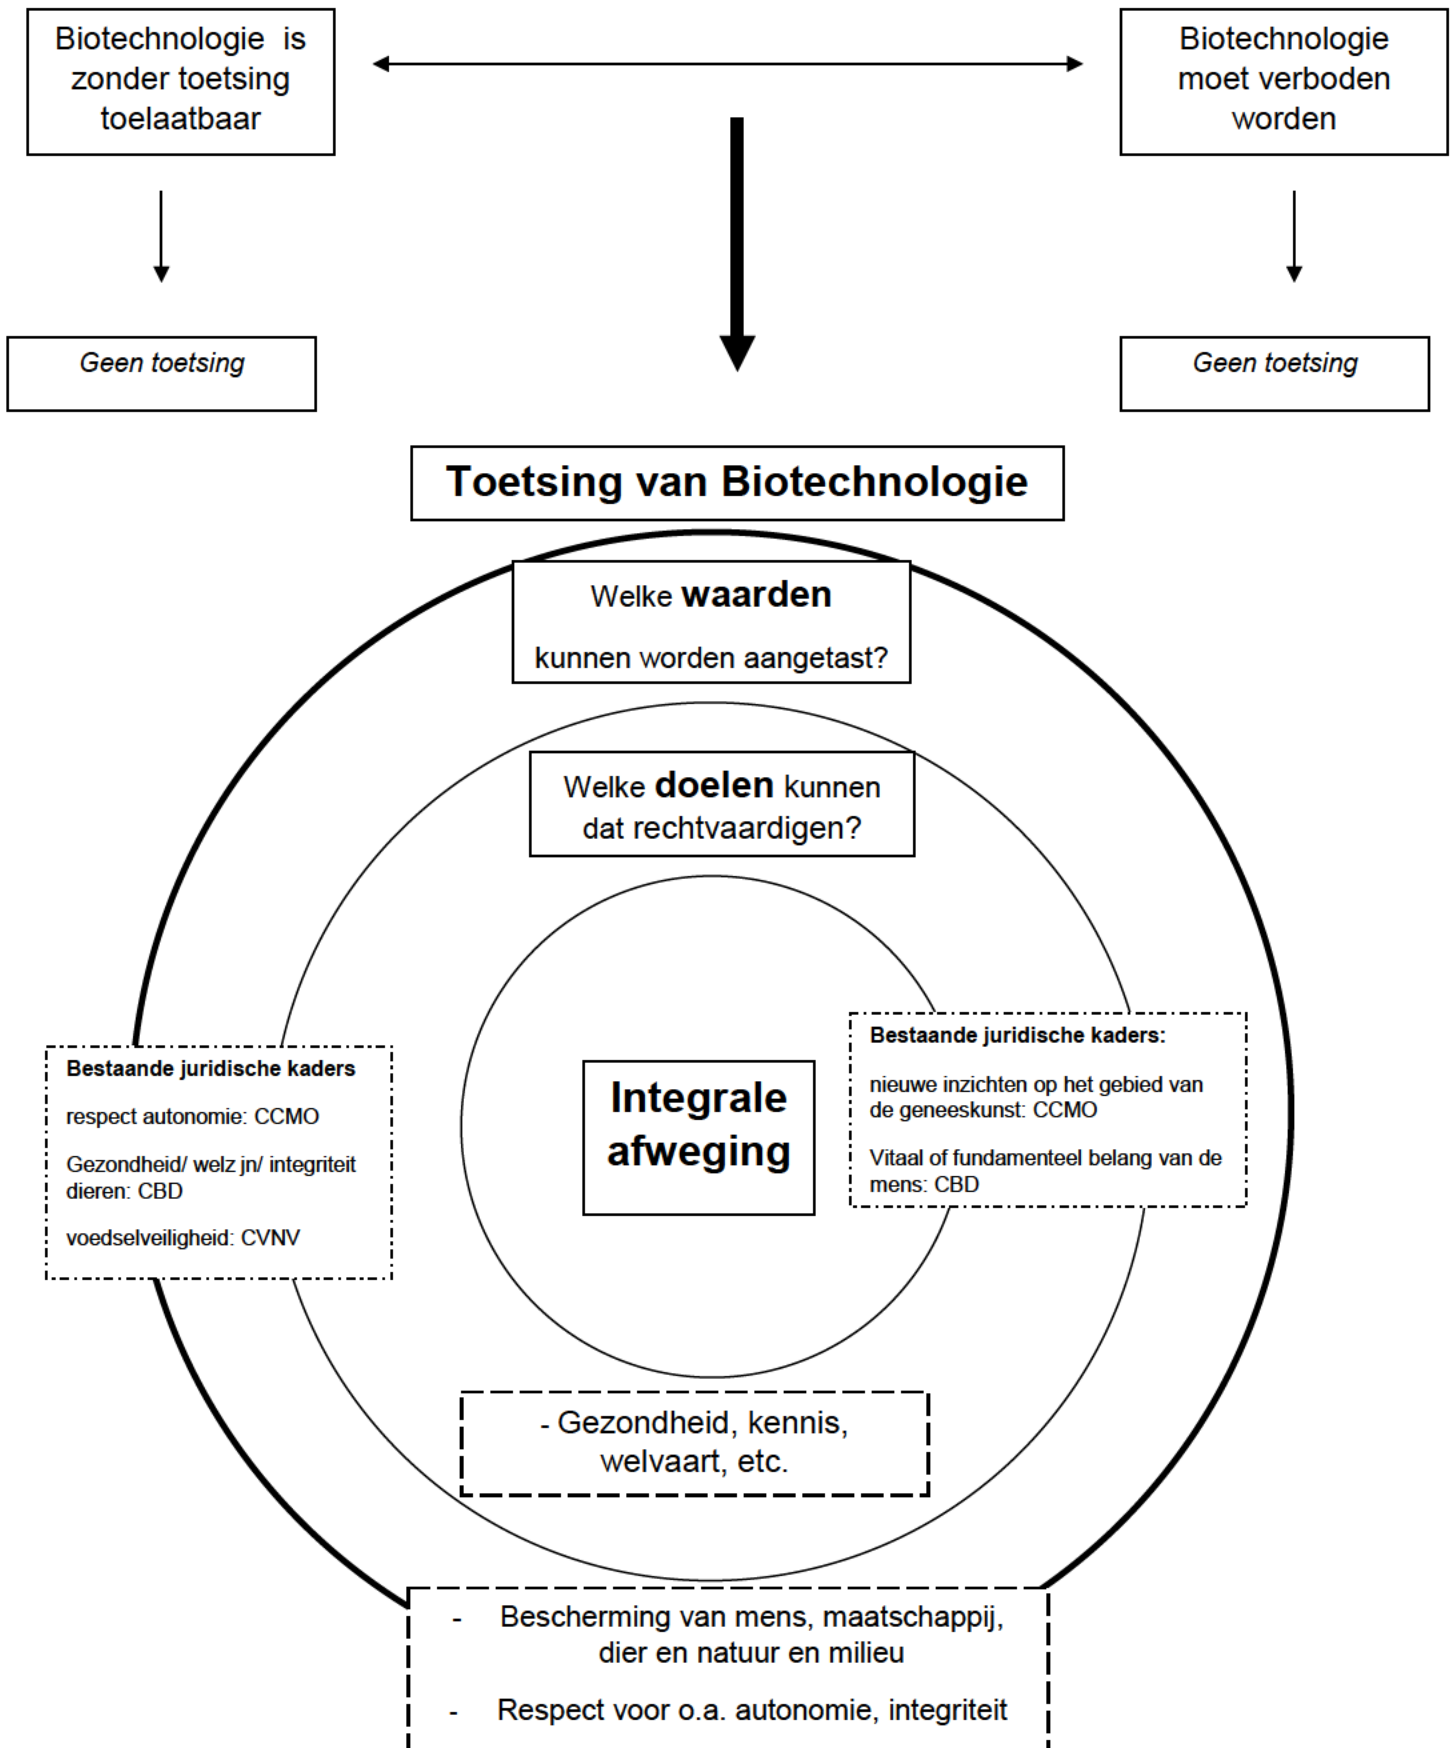 Biotechnologie is
zonder toetsing
toelaatbaar
Biotechnologie
moet verboden
worden
Geen toetsing
Geen toetsing
Toetsing van Biotechnologie
Welke waarden
kunnen worden aangetast?
Welke doelen kunnen
dat rechtvaardigen?
Bestaande juridische kaders
respect autonomie: CCMO
Gezondheid/ welz jn/ integriteit
dieren: CBD
voedselveiligheid: CVNV
Integrale
afweging
Bestaande juridische kaders:
nieuwe inzichten op het gebied van
de geneeskunst: CCMO
Vitaal of fundamenteel belang van de
mens: CBD
- Gezondheid, kennis,
welvaart, etc.
- Bescherming van mens, maatschappij,
dier en natuur en milieu
- Respect voor o.a. autonomie, integriteit